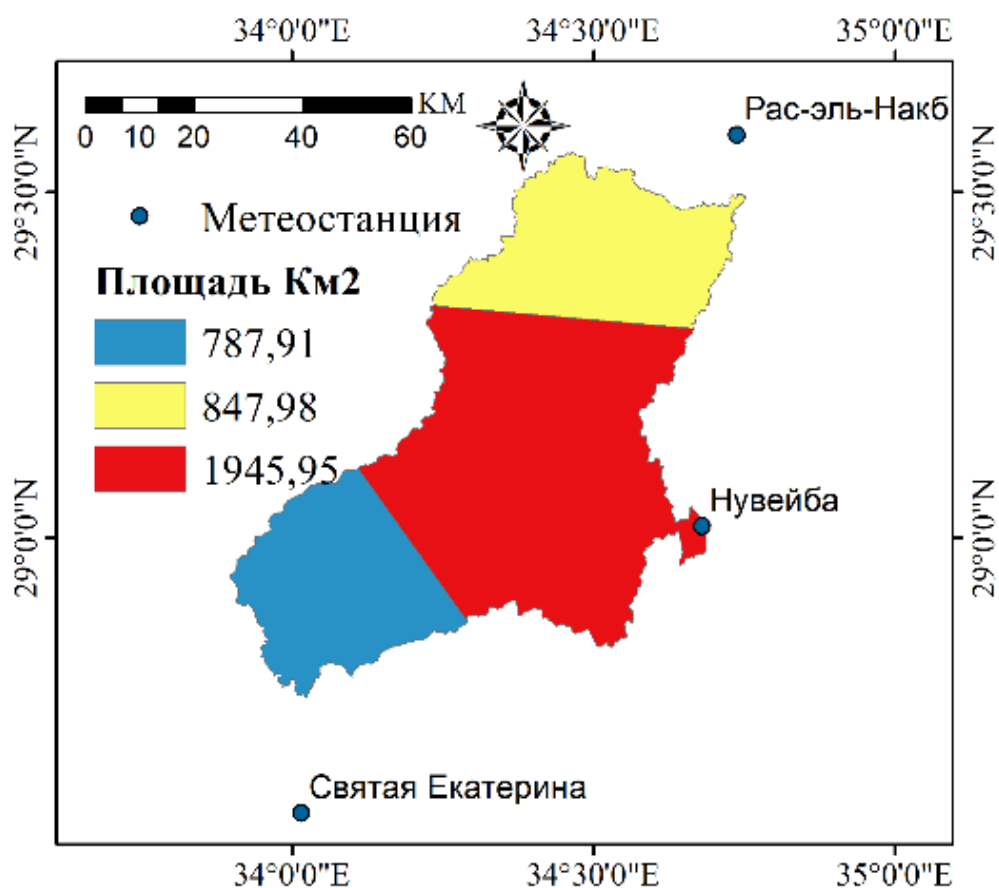 34°0'0"E 34°30'0"E 35°0'0"E
KM
0 10 20 40 60
Рас-эль-Накб
29°30'0"N 29°30'0"N
Метеостанция
Площадь Км2
787,91
847,98
1945,95
Нувейба
29°0'0"N 29°0'0"N
Святая Екатерина
34°0'0"E 34°30'0"E 35°0'0"E